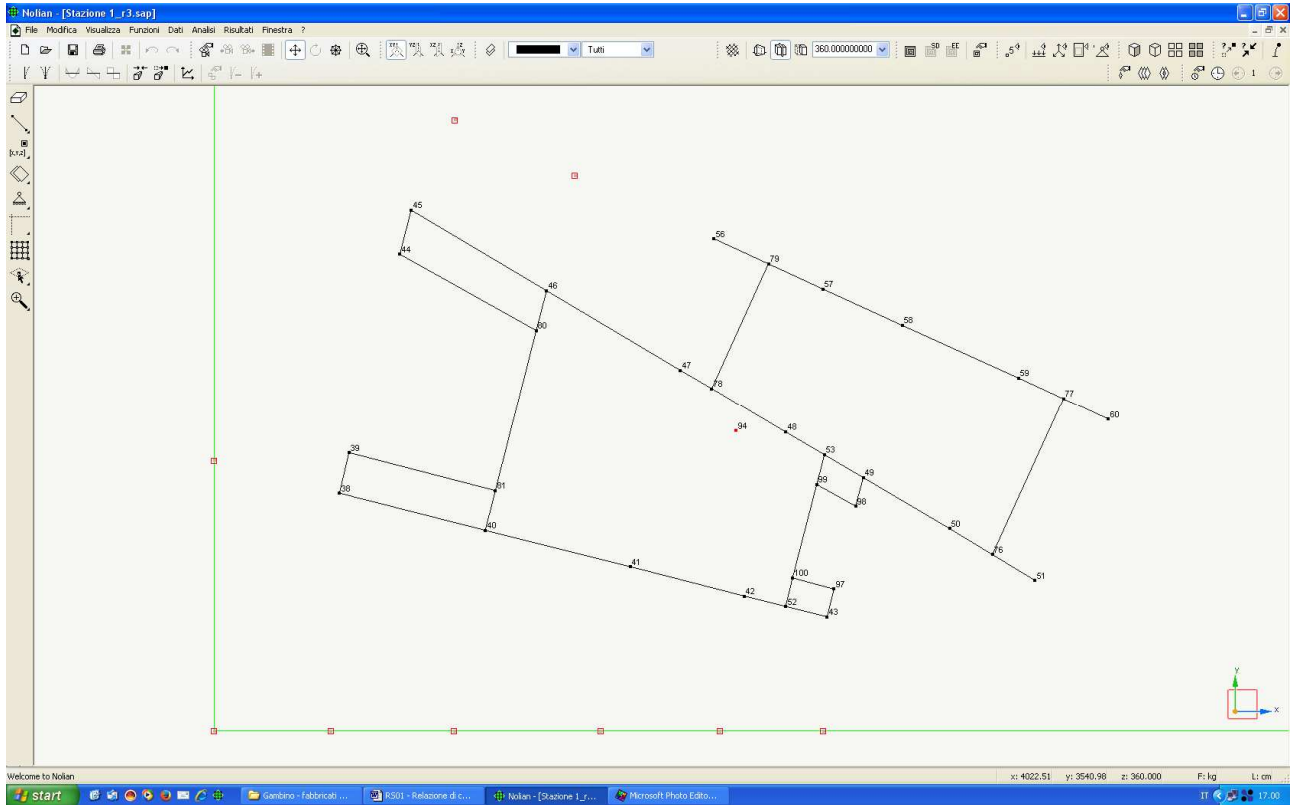 Nolian - [Stazione 1_r3.sap]
File Modifica Visualizza Funzioni Dati Analisi Risultati Finestra ?
Tutti
360.000000000
1
45
44
56
79
57
46
80
58
47
59
77
78
60
94
48
53
39
99
49
81
38
98
40
50
76
41
100
97
51
42
52
43
Y
X
Welcome to Nolian
x: 4022.51 y: 3540.98 z: 360.000 F: kg L: cm
start
Gambino - fabbricati ...
RS01 - Relazione di c...
Nolian - [Stazione 1_r...
Microsoft Photo Edito...
IT
17.00